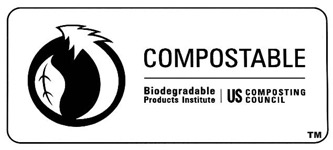 COMPOSTABLE
Biodegradable
Products Institute
US COMPOSTING
COUNCIL
TM